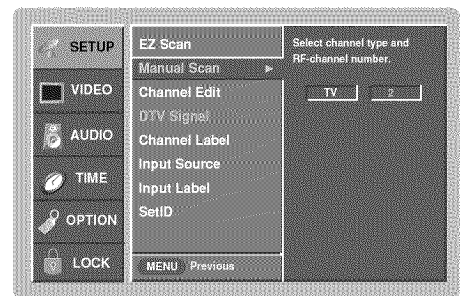 SETUP
VIDEO
AUDIO
TIME
OPTION
LOCK
EZ Scan
Manual Scan
Channel Edit
DTV Signal
Channel Label
Input Source
Input Label
SetID
MENU Previous
Select channel type and
RF-channel number.
TV 2